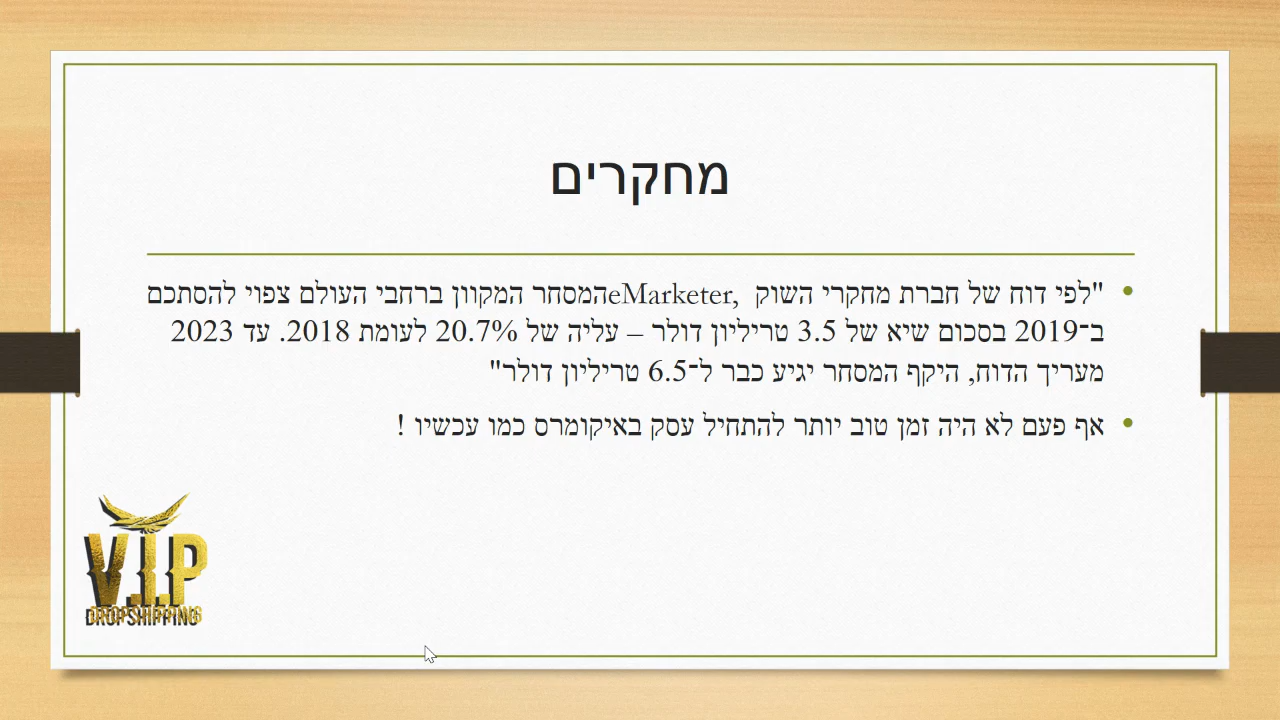 מחקרים
"לפי דוח של חברת מחקרי השוק eMarketer, המסחר המקוון ברחבי העולם צפוי להסתכם
ב־2019 בסכום שיא של 3.5 טריליון דולר – עליה של 20.7% לעומת 2018. עד 2023
מעריך הדוח, היקף המסחר יגיע כבר ל־6.5 טריליון דולר"
אף פעם לא היה זמן טוב יותר להתחיל עסק באיקומרס כמו עכשיו !
V.I.P
DROPSHIPPING